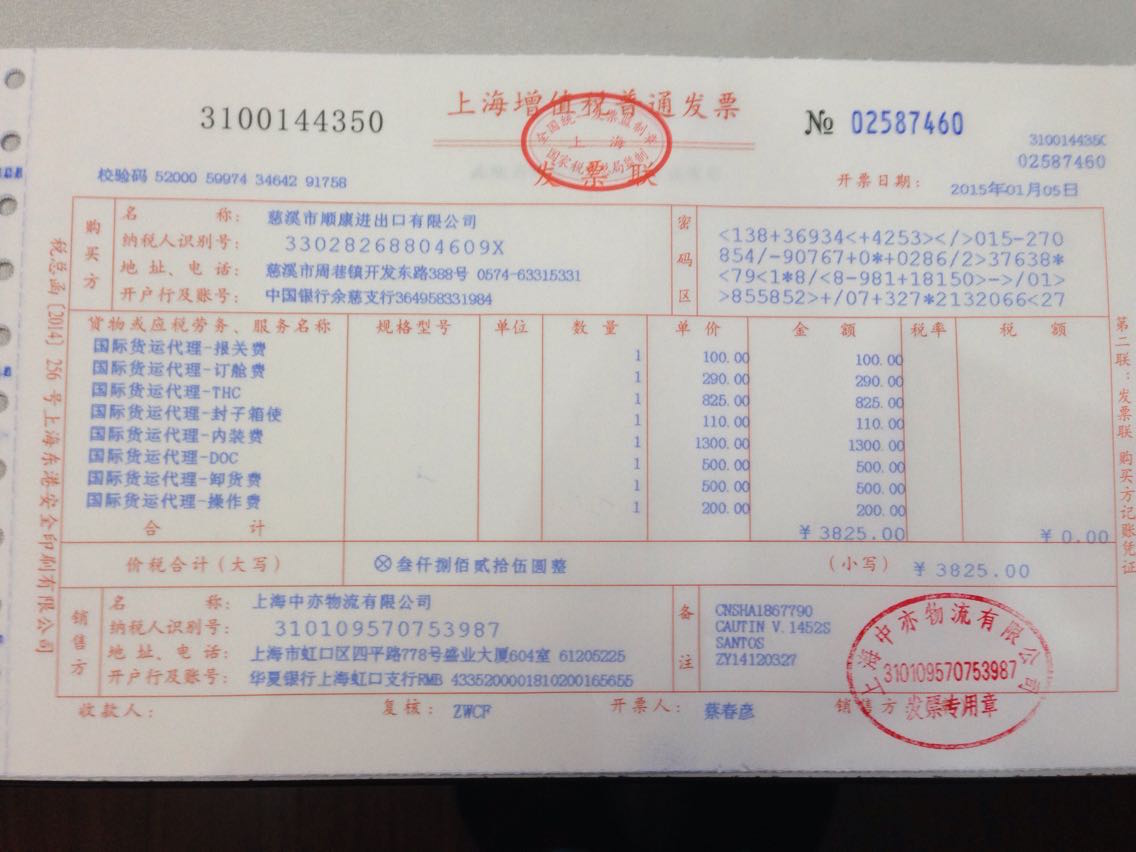 上海增值税普通发票
3100144350
№ 02587460
3100144350
02587460
全国统一发票监制章
上海
国家税务总局监制
发票联
校验码 52000 59974 34642 91758
开票日期: 2015年01月05日
购买方
名 称: 慈溪市顺康进出口有限公司
纳税人识别号: 33028268804609X
地 址、电 话: 慈溪市周巷镇开发东路388号 0574-63315331
开户行及账号: 中国银行余慈支行364958331984
密码区
<138+36934<+4253></>015-270
854/-90767+0*+0286/2>37638*
<79<1*8/<8-981+18150>->/01>
>855852>+/07+327*2132066<27
货物或应税劳务、服务名称 规格型号 单位 数 量 单 价 金 额 税率 税 额
国际货运代理-报关费 1 100.00 100.00
国际货运代理-订舱费 1 290.00 290.00
国际货运代理-THC 1 825.00 825.00
国际货运代理-封子箱使 1 110.00 110.00
国际货运代理-内装费 1 1300.00 1300.00
国际货运代理-DOC 1 500.00 500.00
国际货运代理-卸货费 1 500.00 500.00
国际货运代理-操作费 1 200.00 200.00
合 计 ¥3825.00 ¥0.00
价税合计(大写) ⊗叁仟捌佰贰拾伍圆整 (小写) ¥3825.00
销售方
名 称: 上海中亦物流有限公司
纳税人识别号: 310109570753987
地 址、电 话: 上海市虹口区四平路778号盛业大厦604室 61205225
开户行及账号: 华夏银行上海虹口支行RMB 4335200001810200165655
备注
CNSHA1867790
CAUTIN V.1452S
SANTOS
ZY14120327
收款人: 复核: ZWCF 开票人: 蔡春彦 销售方
上海中亦物流有限公司
310109570753987
发票专用章
税总函〔2014〕256号上海东港安全印刷有限公司
第二联:发票联 购买方记账凭证